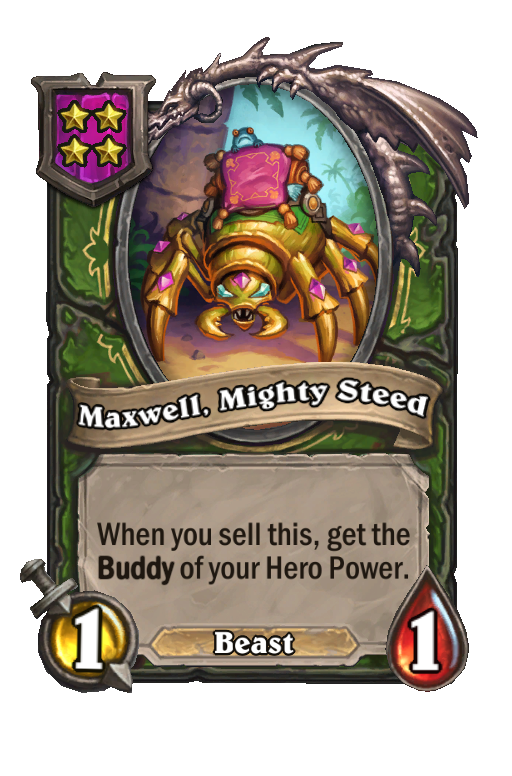 Maxwell, Mighty Steed
When you sell this, get the
Buddy of your Hero Power.
1
Beast
1